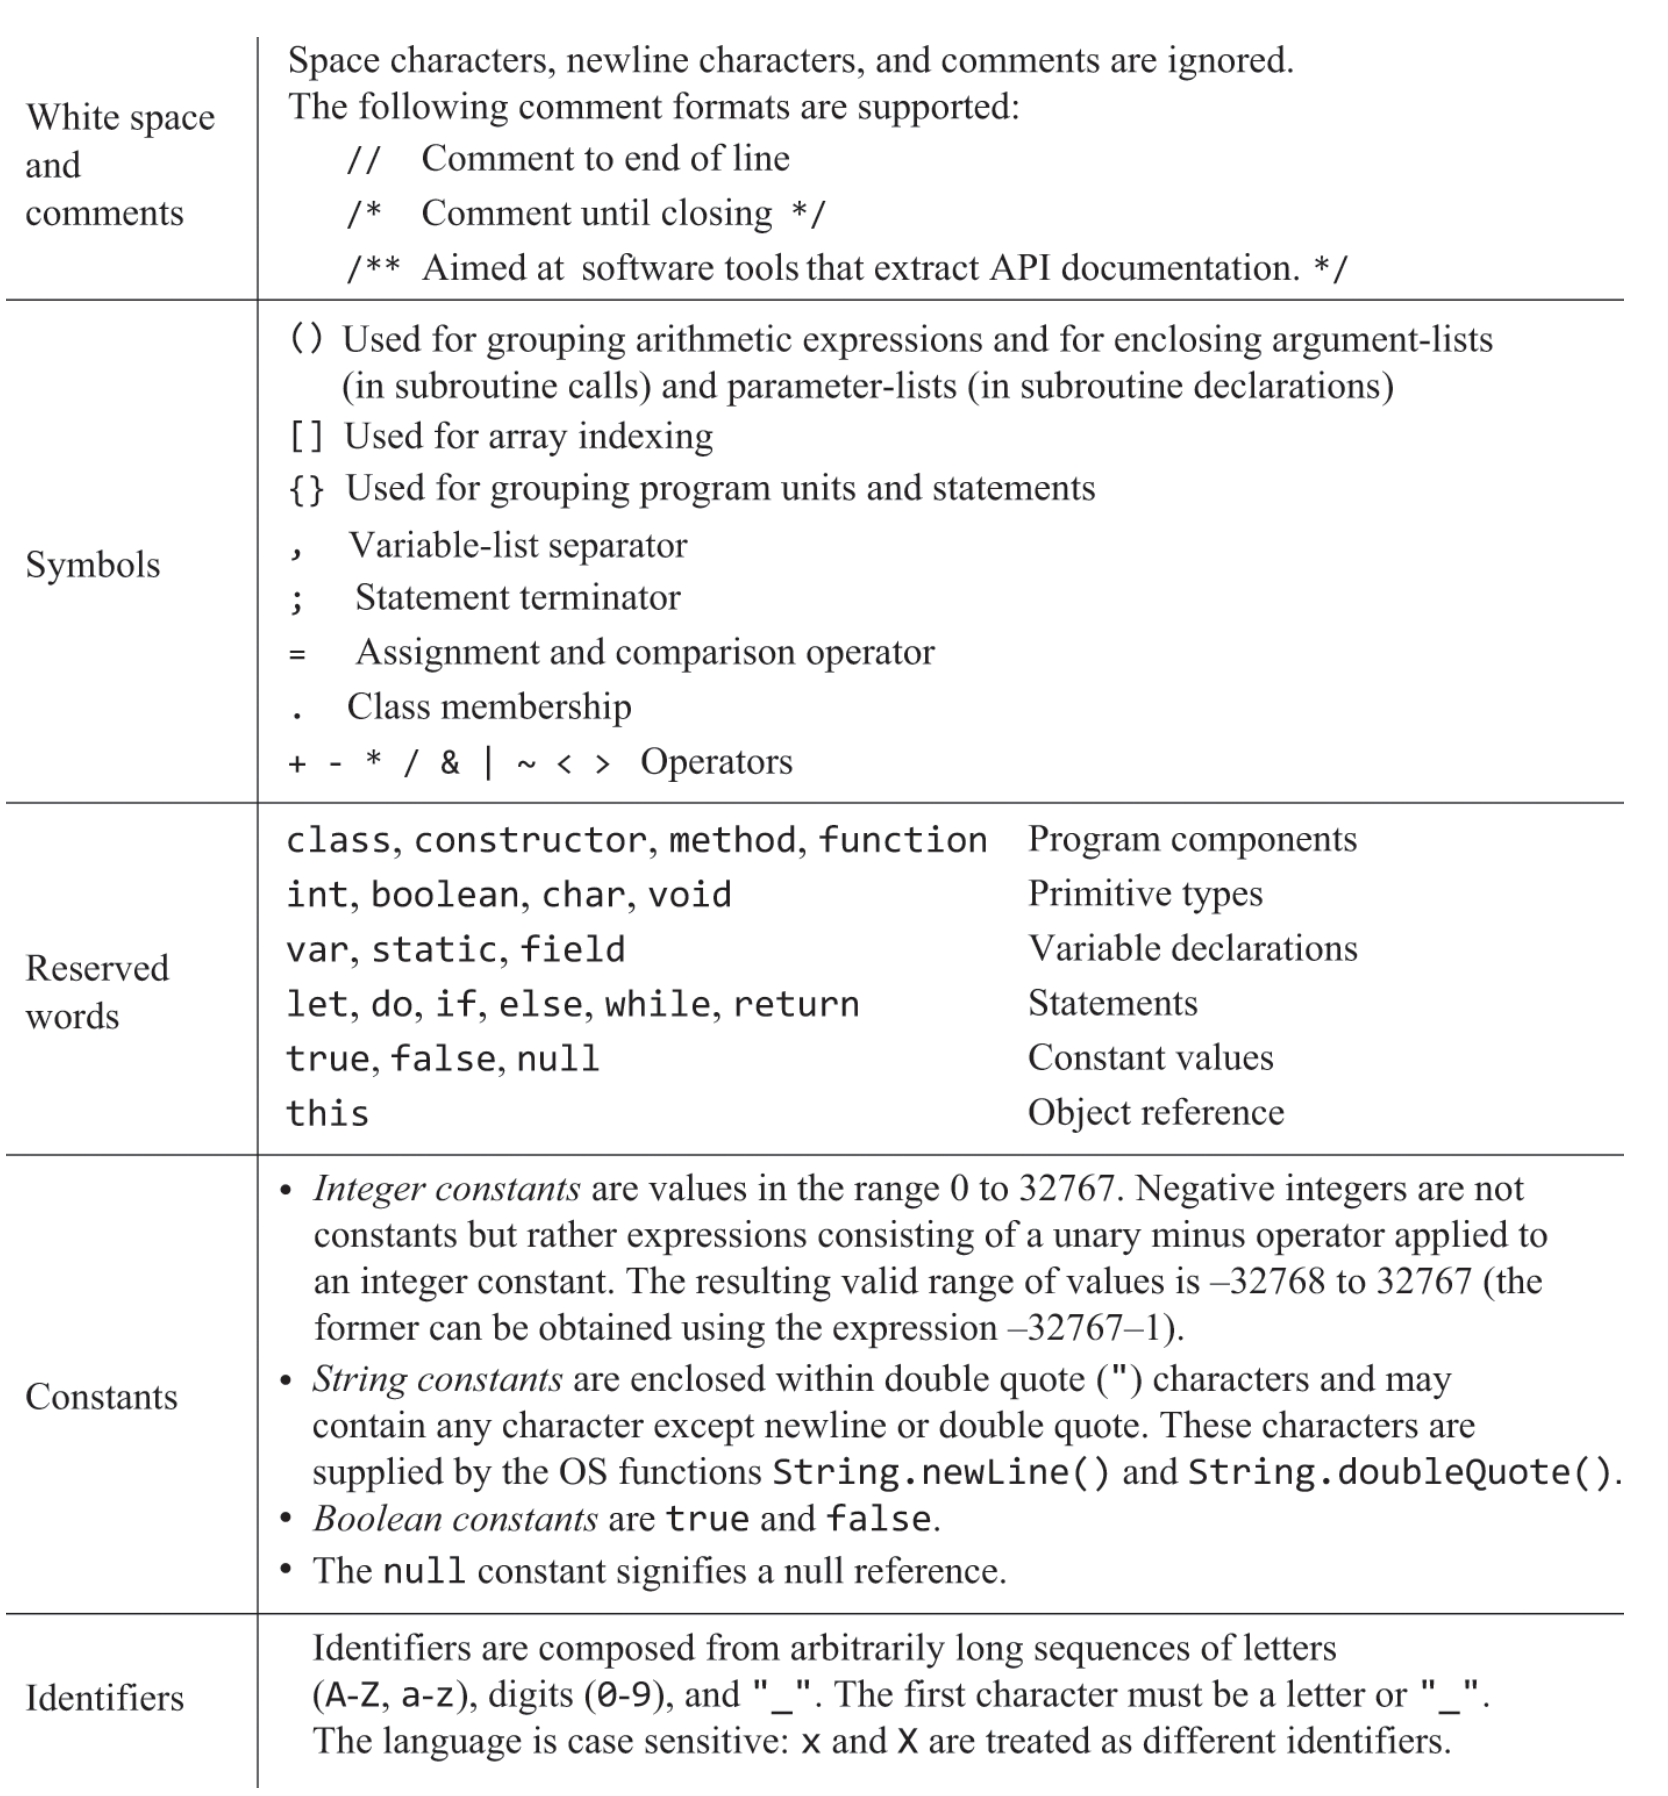 White space
and
comments
Space characters, newline characters, and comments are ignored.
The following comment formats are supported:
// Comment to end of line
/* Comment until closing */
/** Aimed at software tools that extract API documentation. */
Symbols
() Used for grouping arithmetic expressions and for enclosing argument-lists
(in subroutine calls) and parameter-lists (in subroutine declarations)
[] Used for array indexing
{} Used for grouping program units and statements
, Variable-list separator
; Statement terminator
= Assignment and comparison operator
. Class membership
+ - * / & | ~ < > Operators
Reserved
words
class, constructor, method, function Program components
int, boolean, char, void Primitive types
var, static, field Variable declarations
let, do, if, else, while, return Statements
true, false, null Constant values
this Object reference
Constants
• Integer constants are values in the range 0 to 32767. Negative integers are not
constants but rather expressions consisting of a unary minus operator applied to
an integer constant. The resulting valid range of values is –32768 to 32767 (the
former can be obtained using the expression –32767–1).
• String constants are enclosed within double quote (") characters and may
contain any character except newline or double quote. These characters are
supplied by the OS functions String.newLine() and String.doubleQuote().
• Boolean constants are true and false.
• The null constant signifies a null reference.
Identifiers
Identifiers are composed from arbitrarily long sequences of letters
(A-Z, a-z), digits (0-9), and "_". The first character must be a letter or "_".
The language is case sensitive: x and X are treated as different identifiers.